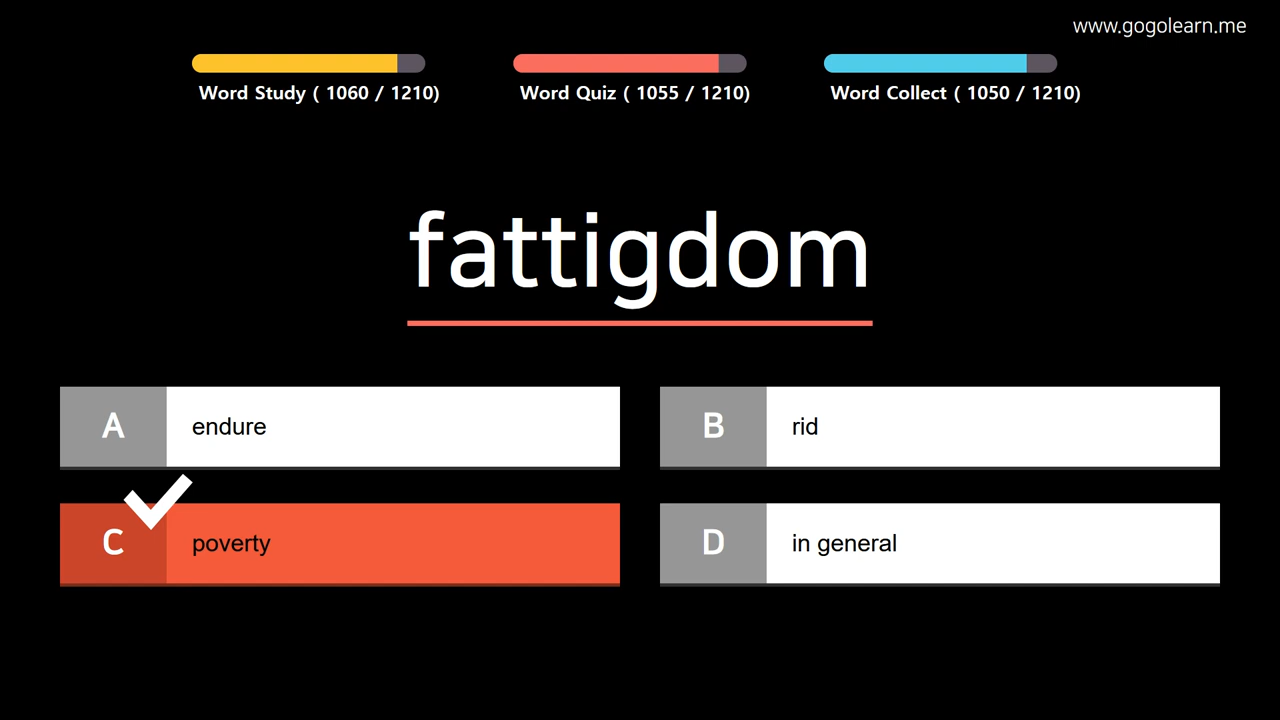 www.gogolearn.me
Word Study ( 1060 / 1210)
Word Quiz ( 1055 / 1210)
Word Collect ( 1050 / 1210)
fattigdom
A endure
B rid
C poverty
D in general